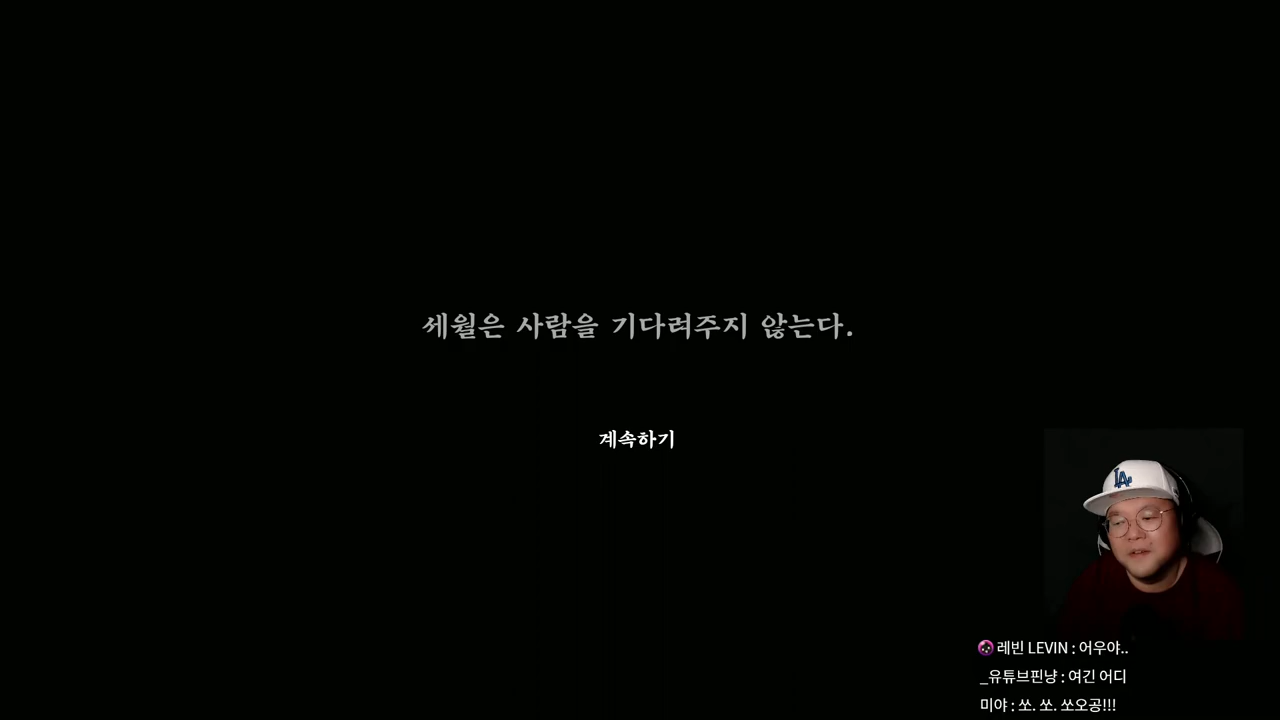 세월은 사람을 기다려주지 않는다.
계속하기
LA
레빈 LEVIN : 어우야..
_유튜브핀냥 : 여긴 어디
미야 : 쏘. 쏘. 쏘오공!!!